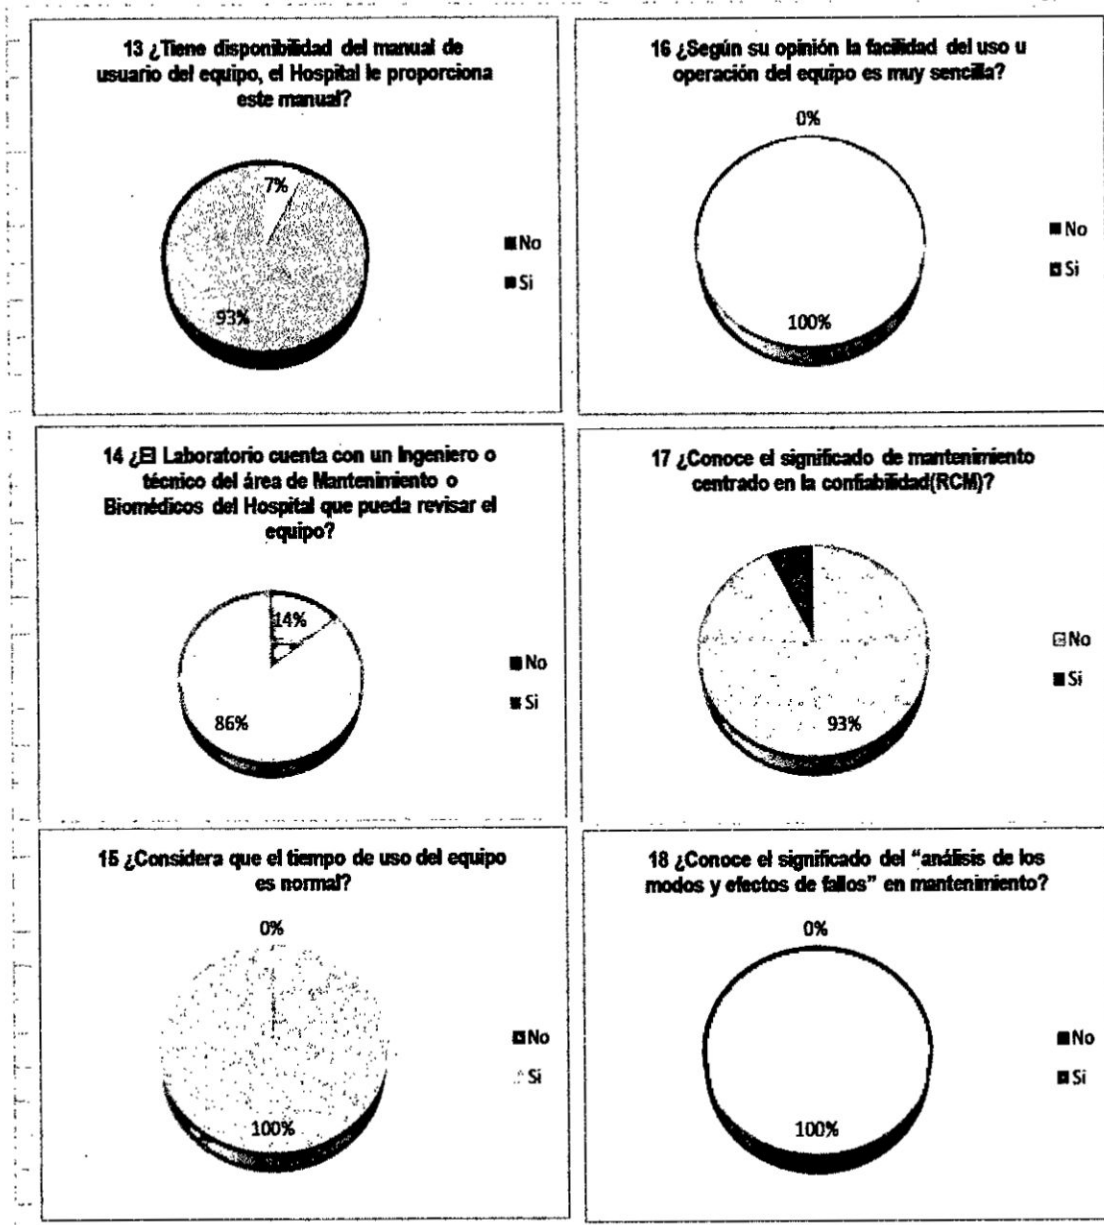 13 ¿Tiene disponibilidad del manual de
usuario del equipo, el Hospital le proporciona
este manual?
7%
93%
No
Si
16 ¿Según su opinión la facilidad del uso u
operación del equipo es muy sencilla?
0%
100%
No
Si
14 ¿El Laboratorio cuenta con un Ingeniero o
técnico del área de Mantenimiento o
Biomédicos del Hospital que pueda revisar el
equipo?
14%
86%
No
Si
17 ¿Conoce el significado de mantenimiento
centrado en la confiabilidad(RCM)?
93%
No
Si
15 ¿Considera que el tiempo de uso del equipo
es normal?
0%
100%
No
Si
18 ¿Conoce el significado del “análisis de los
modos y efectos de fallos” en mantenimiento?
0%
100%
No
Si